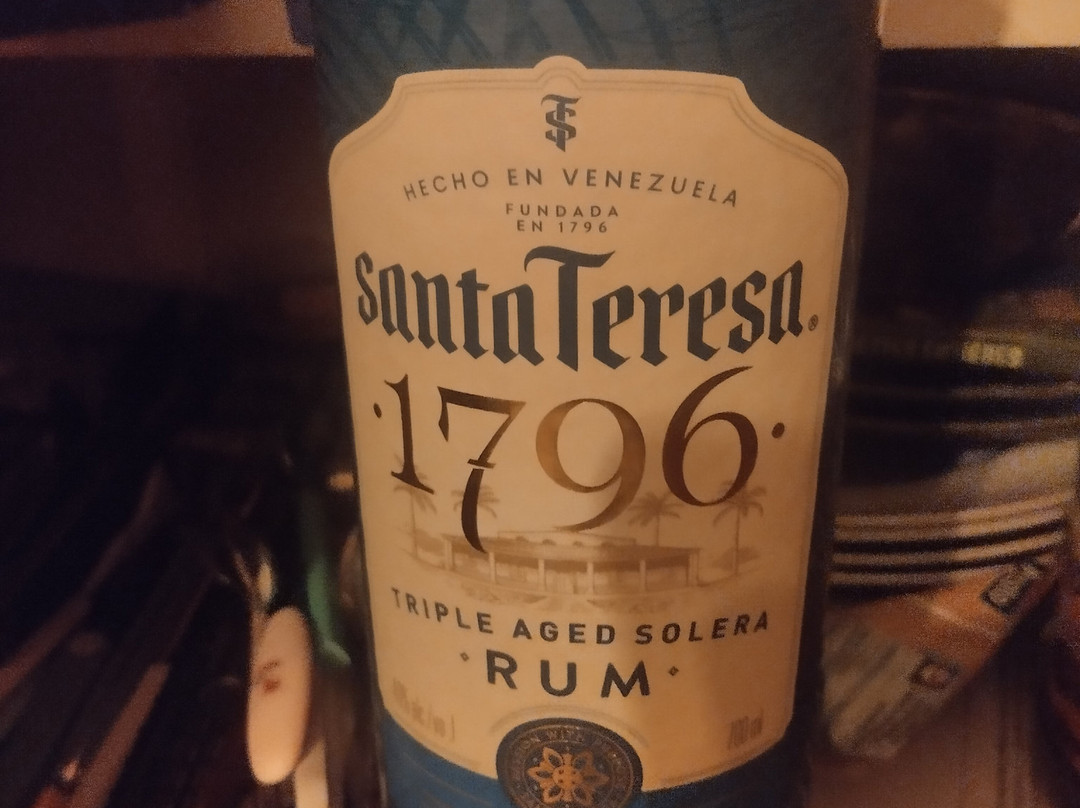 HECHO EN VENEZUELA
FUNDADA
EN 1796
Santa Teresa®
·1796·
TRIPLE AGED SOLERA
RUM